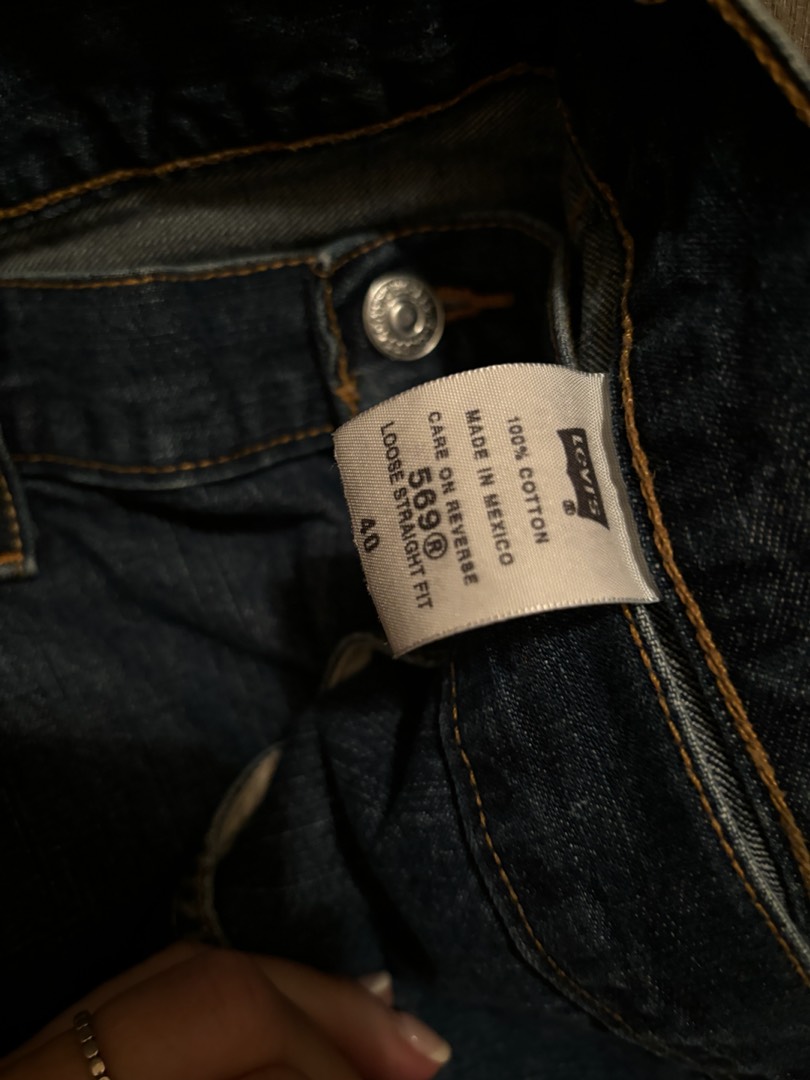 LEVI'S
®
100% COTTON
MADE IN MEXICO
CARE ON REVERSE
569®
LOOSE STRAIGHT FIT
40